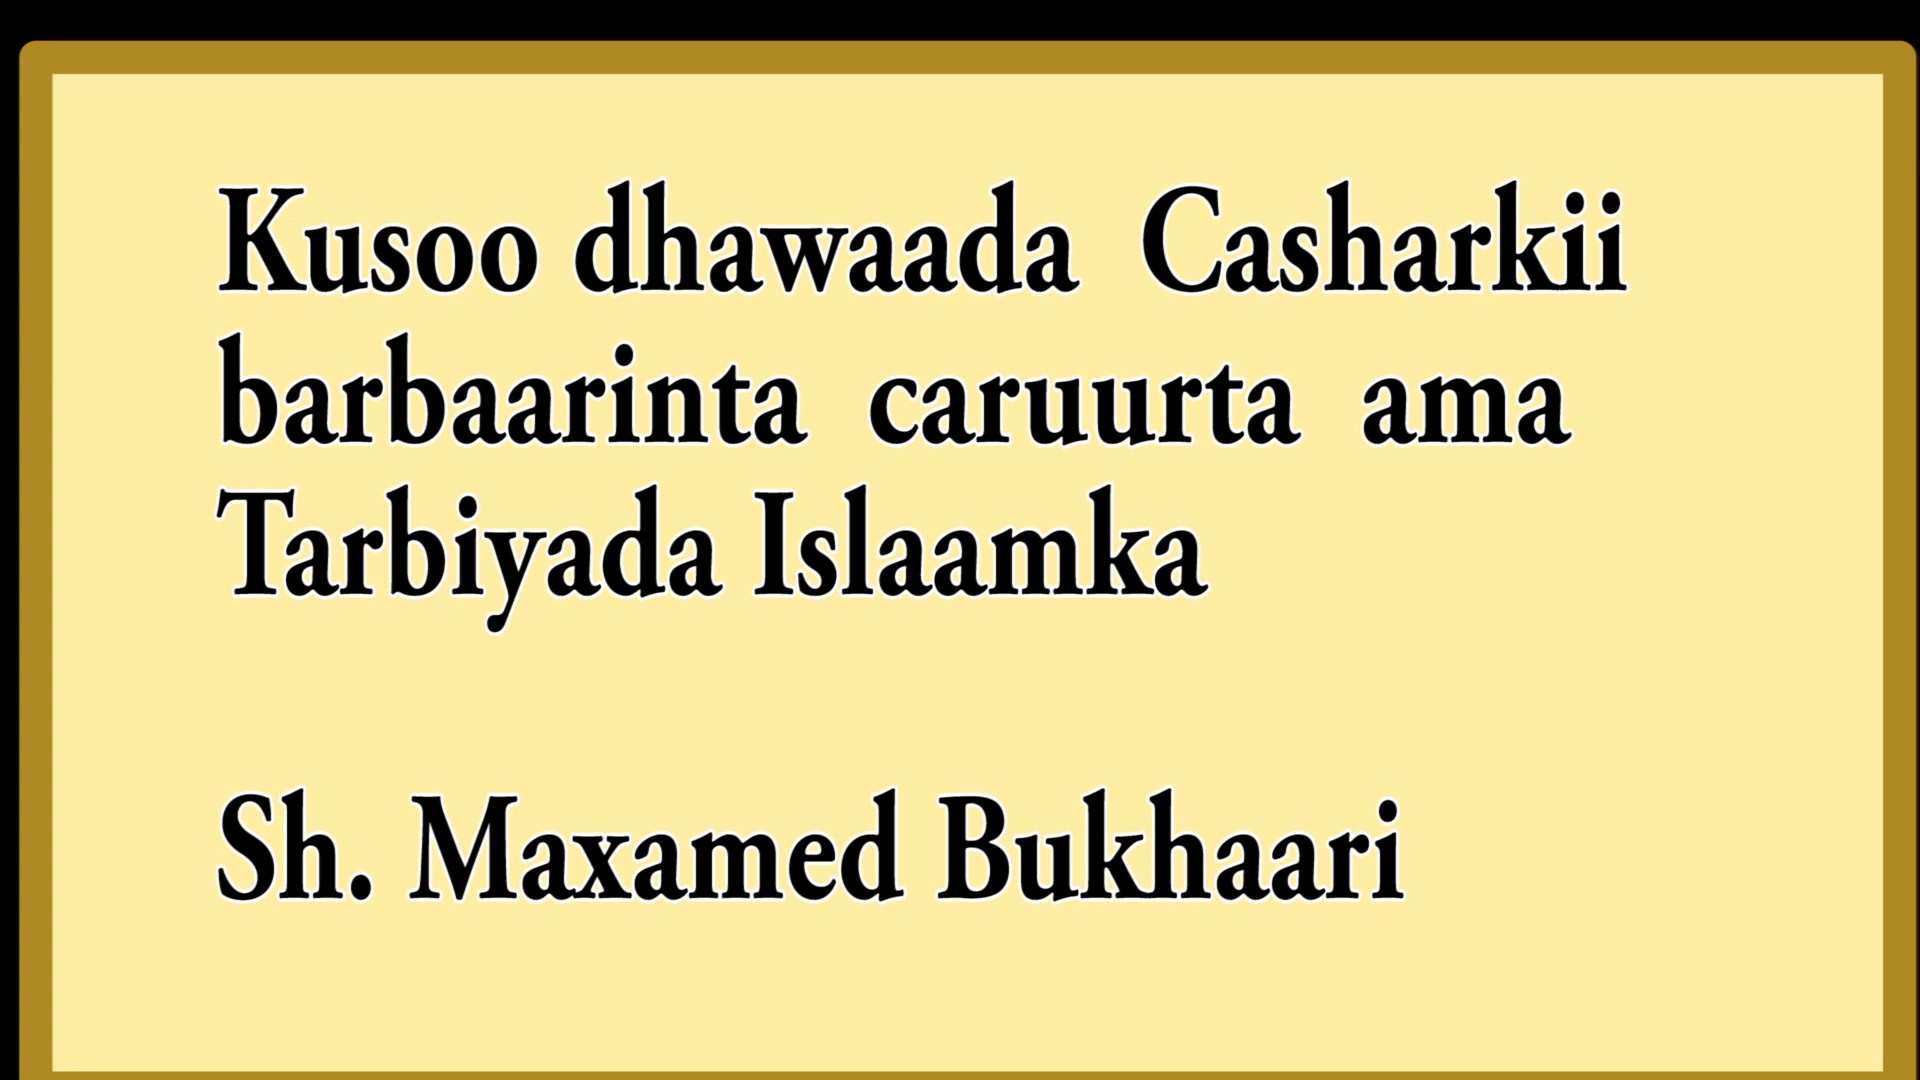 Kusoo dhawaada Casharkii
barbaarinta caruurta ama
Tarbiyada Islaamka
Sh. Maxamed Bukhaari